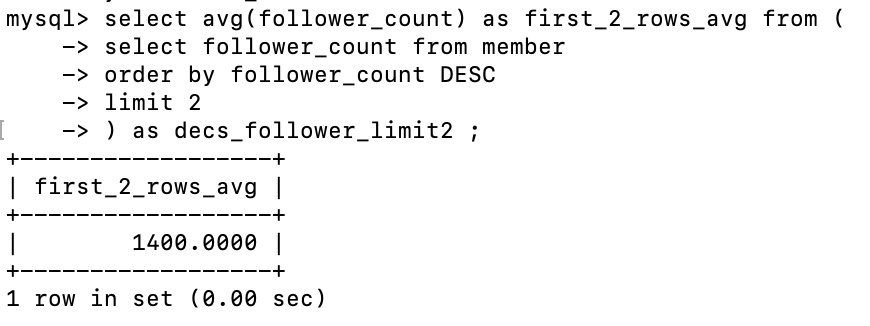 mysql> select avg(follower_count) as first_2_rows_avg from (
    -> select follower_count from member
    -> order by follower_count DESC
    -> limit 2
[    -> ) as decs_follower_limit2 ;
+------------------+
| first_2_rows_avg |
+------------------+
|        1400.0000 |
+------------------+
1 row in set (0.00 sec)